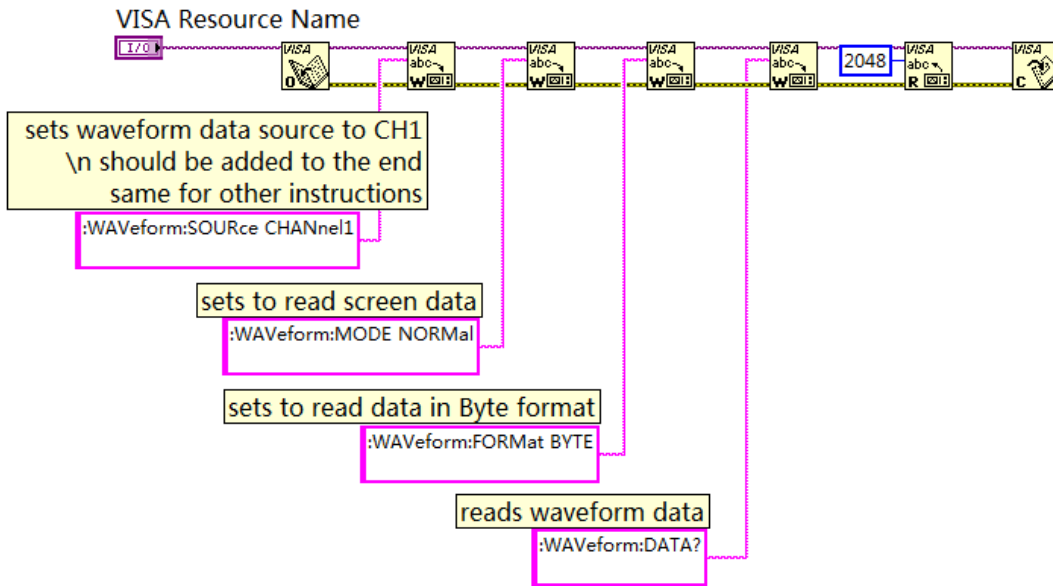 VISA Resource Name
I/O
VISA
O
VISA
abc
W
VISA
abc
W
VISA
abc
W
VISA
abc
W
2048
VISA
abc
R
VISA
C
sets waveform data source to CH1
\n should be added to the end
same for other instructions
:WAVeform:SOURce CHANnel1
sets to read screen data
:WAVeform:MODE NORMal
sets to read data in Byte format
:WAVeform:FORMat BYTE
reads waveform data
:WAVeform:DATA?